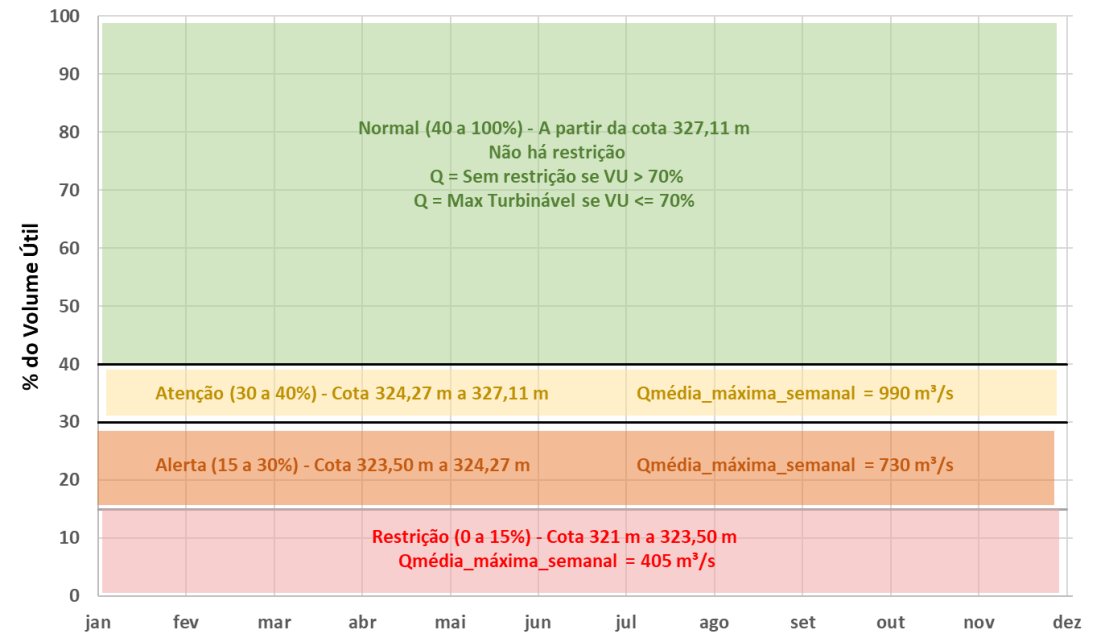 100
90
80
70
60
50
40
30
20
10
0
% do Volume Útil
Normal (40 a 100%) - A partir da cota 327,11 m
Não há restrição
Q = Sem restrição se VU > 70%
Q = Max Turbinável se VU <= 70%
Atenção (30 a 40%) - Cota 324,27 m a 327,11 m Qmédia_máxima_semanal = 990 m³/s
Alerta (15 a 30%) - Cota 323,50 m a 324,27 m Qmédia_máxima_semanal = 730 m³/s
Restrição (0 a 15%) - Cota 321 m a 323,50 m
Qmédia_máxima_semanal = 405 m³/s
jan fev mar abr mai jun jul ago set out nov dez